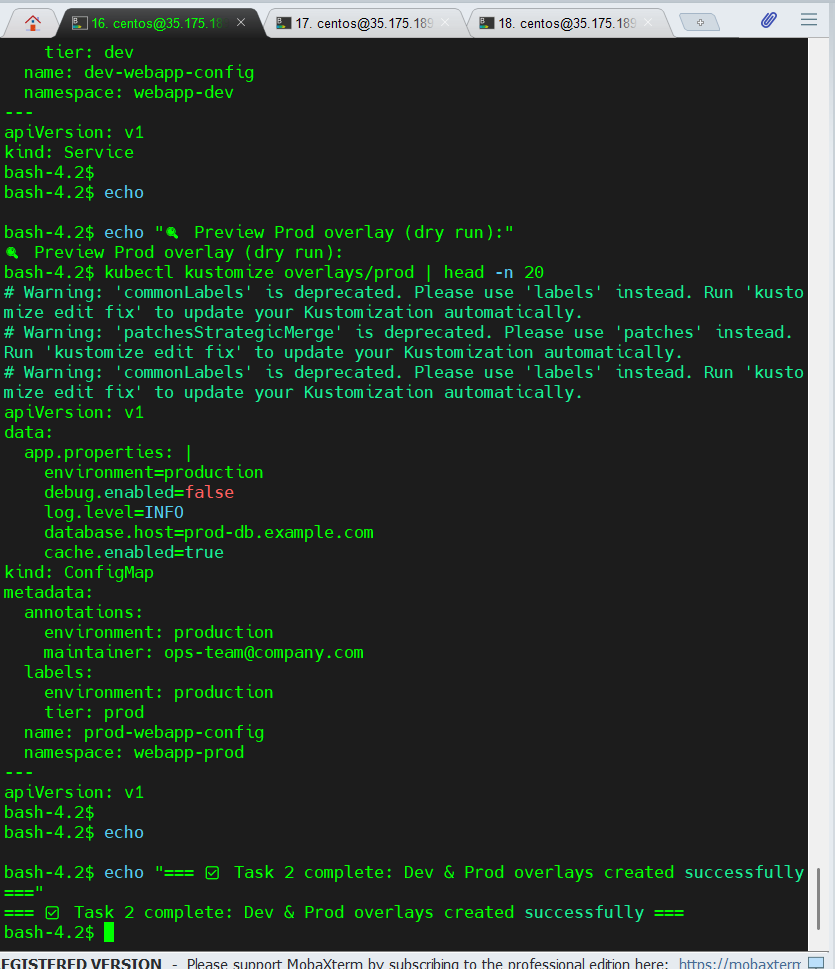 16. centos@35.175.18
17. centos@35.175.189
18. centos@35.175.189
    tier: dev
  name: dev-webapp-config
  namespace: webapp-dev
---
apiVersion: v1
kind: Service
bash-4.2$
bash-4.2$ echo
bash-4.2$ echo "🔍 Preview Prod overlay (dry run):"
🔍 Preview Prod overlay (dry run):
bash-4.2$ kubectl kustomize overlays/prod | head -n 20
# Warning: 'commonLabels' is deprecated. Please use 'labels' instead. Run 'kusto
mize edit fix' to update your Kustomization automatically.
# Warning: 'patchesStrategicMerge' is deprecated. Please use 'patches' instead.
Run 'kustomize edit fix' to update your Kustomization automatically.
# Warning: 'commonLabels' is deprecated. Please use 'labels' instead. Run 'kusto
mize edit fix' to update your Kustomization automatically.
apiVersion: v1
data:
  app.properties: |
    environment=production
    debug.enabled=false
    log.level=INFO
    database.host=prod-db.example.com
    cache.enabled=true
kind: ConfigMap
metadata:
  annotations:
    environment: production
    maintainer: ops-team@company.com
  labels:
    environment: production
    tier: prod
  name: prod-webapp-config
  namespace: webapp-prod
---
apiVersion: v1
bash-4.2$
bash-4.2$ echo
bash-4.2$ echo "=== ✅ Task 2 complete: Dev & Prod overlays created successfully
==="
=== ✅ Task 2 complete: Dev & Prod overlays created successfully ===
bash-4.2$
EGISTERED VERSION - Please support MobaXterm by subscribing to the professional edition here: https://mobaxterm